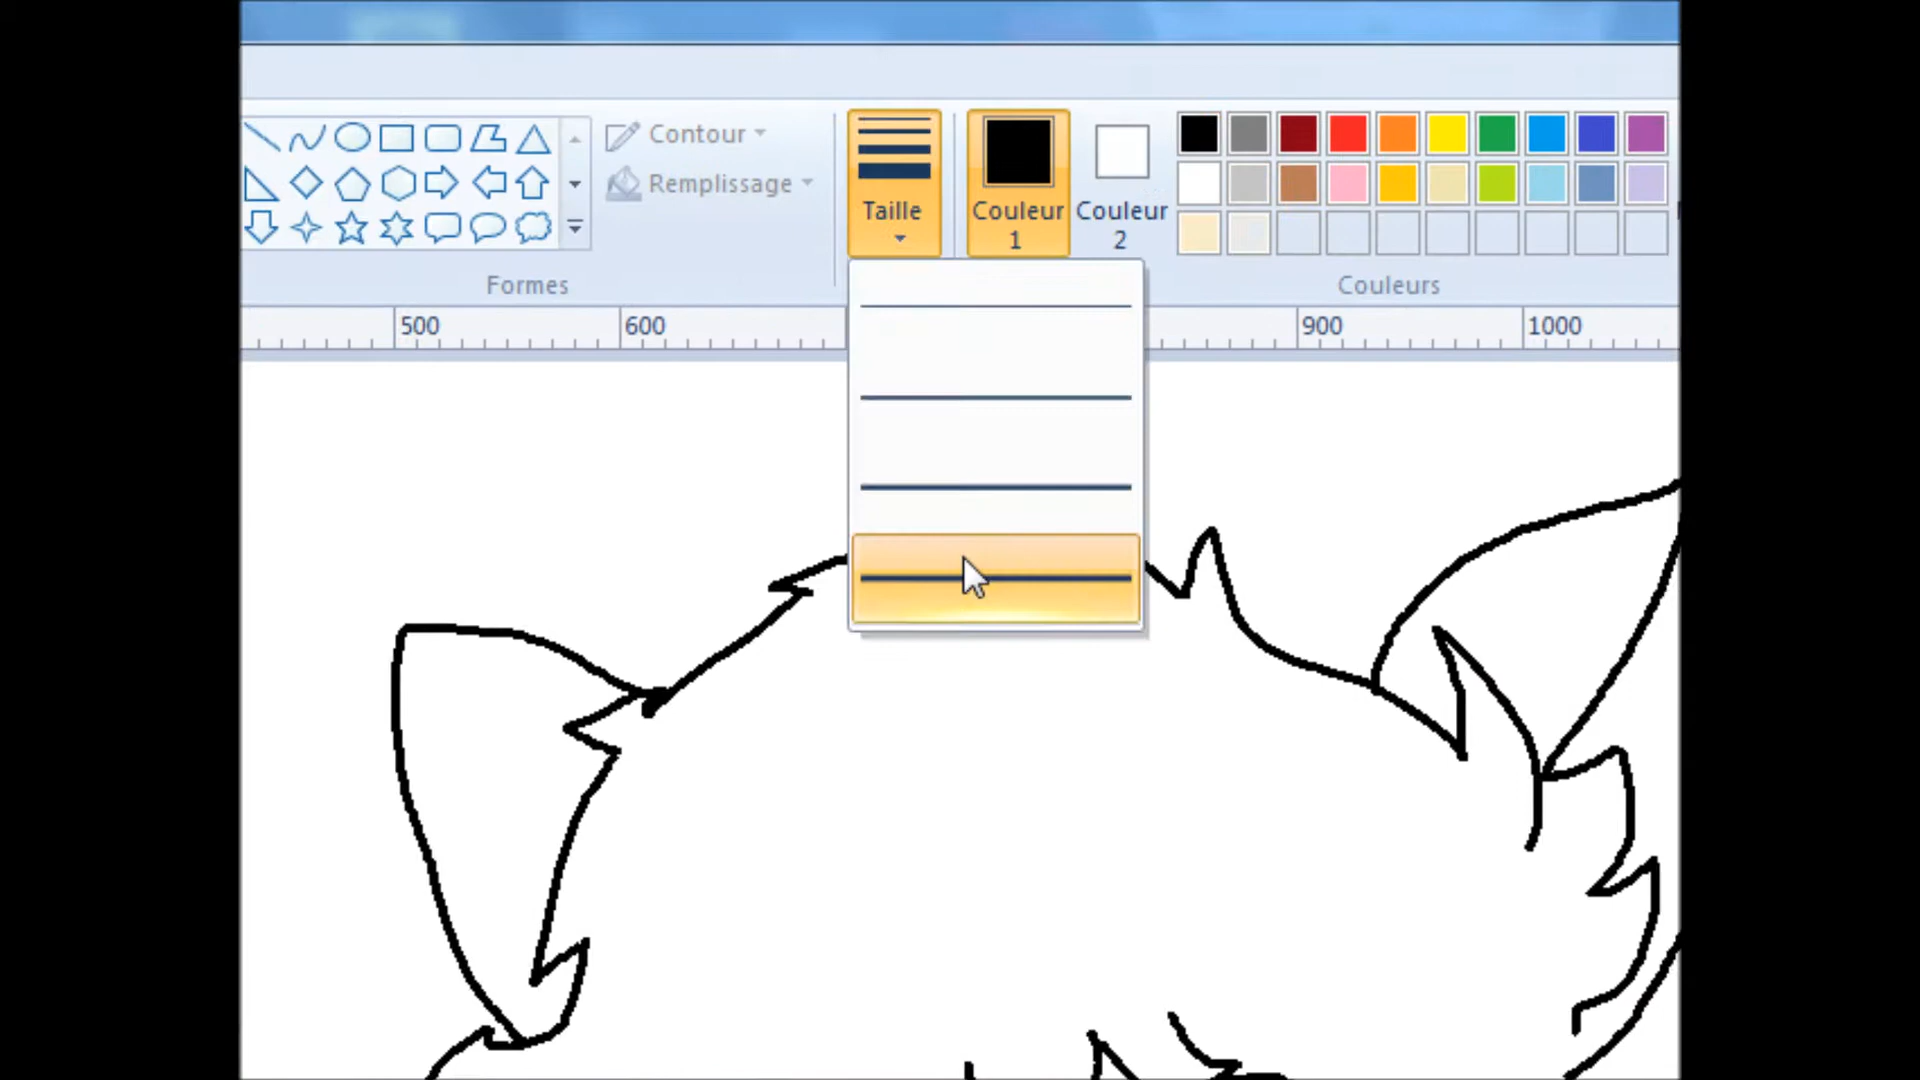 Contour
Remplissage
Taille
Couleur
1
Couleur
2
Formes
Couleurs
500
600
900
1000